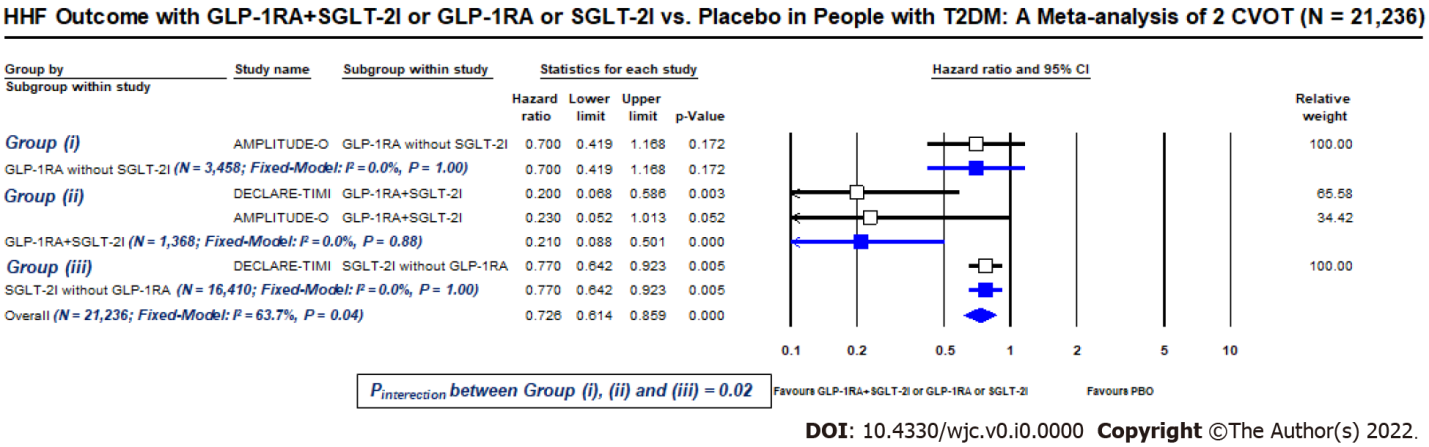 HHF Outcome with GLP-1RA+SGLT-2I or GLP-1RA or SGLT-2I vs. Placebo in People with T2DM: A Meta-analysis of 2 CVOT (N = 21,236)
Group by Study name Subgroup within study Statistics for each study Hazard ratio and 95% CI
Subgroup within study
Hazard Lower Upper Relative
ratio limit limit p-Value weight
Group (i) AMPLITUDE-O GLP-1RA without SGLT-2I 0.700 0.419 1.168 0.172 100.00
GLP-1RA without SGLT-2I (N = 3,458; Fixed-Model: I² = 0.0%, P = 1.00) 0.700 0.419 1.168 0.172
Group (ii) DECLARE-TIMI GLP-1RA+SGLT-2I 0.200 0.068 0.586 0.003 65.58
AMPLITUDE-O GLP-1RA+SGLT-2I 0.230 0.052 1.013 0.052 34.42
GLP-1RA+SGLT-2I (N = 1,368; Fixed-Model: I² = 0.0%, P = 0.88) 0.210 0.088 0.501 0.000
Group (iii) DECLARE-TIMI SGLT-2I without GLP-1RA 0.770 0.642 0.923 0.005 100.00
SGLT-2I without GLP-1RA (N = 16,410; Fixed-Model: I² = 0.0%, P = 1.00) 0.770 0.642 0.923 0.005
Overall (N = 21,236; Fixed-Model: I² = 63.7%, P = 0.04) 0.726 0.614 0.859 0.000
0.1 0.2 0.5 1 2 5 10
Pinterection between Group (i), (ii) and (iii) = 0.02 Favours GLP-1RA+SGLT-2I or GLP-1RA or SGLT-2I Favours PBO
DOI: 10.4330/wjc.v0.i0.0000 Copyright ©The Author(s) 2022.